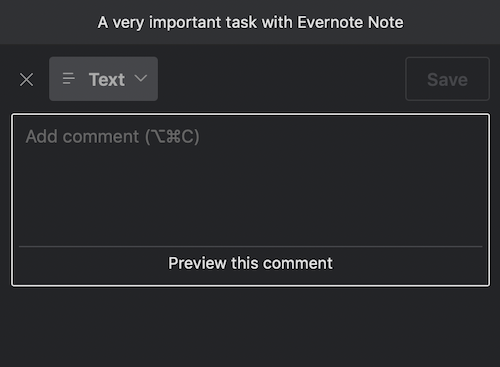 A very important task with Evernote Note
Text
Save
Add comment (⌥⌘C)
Preview this comment